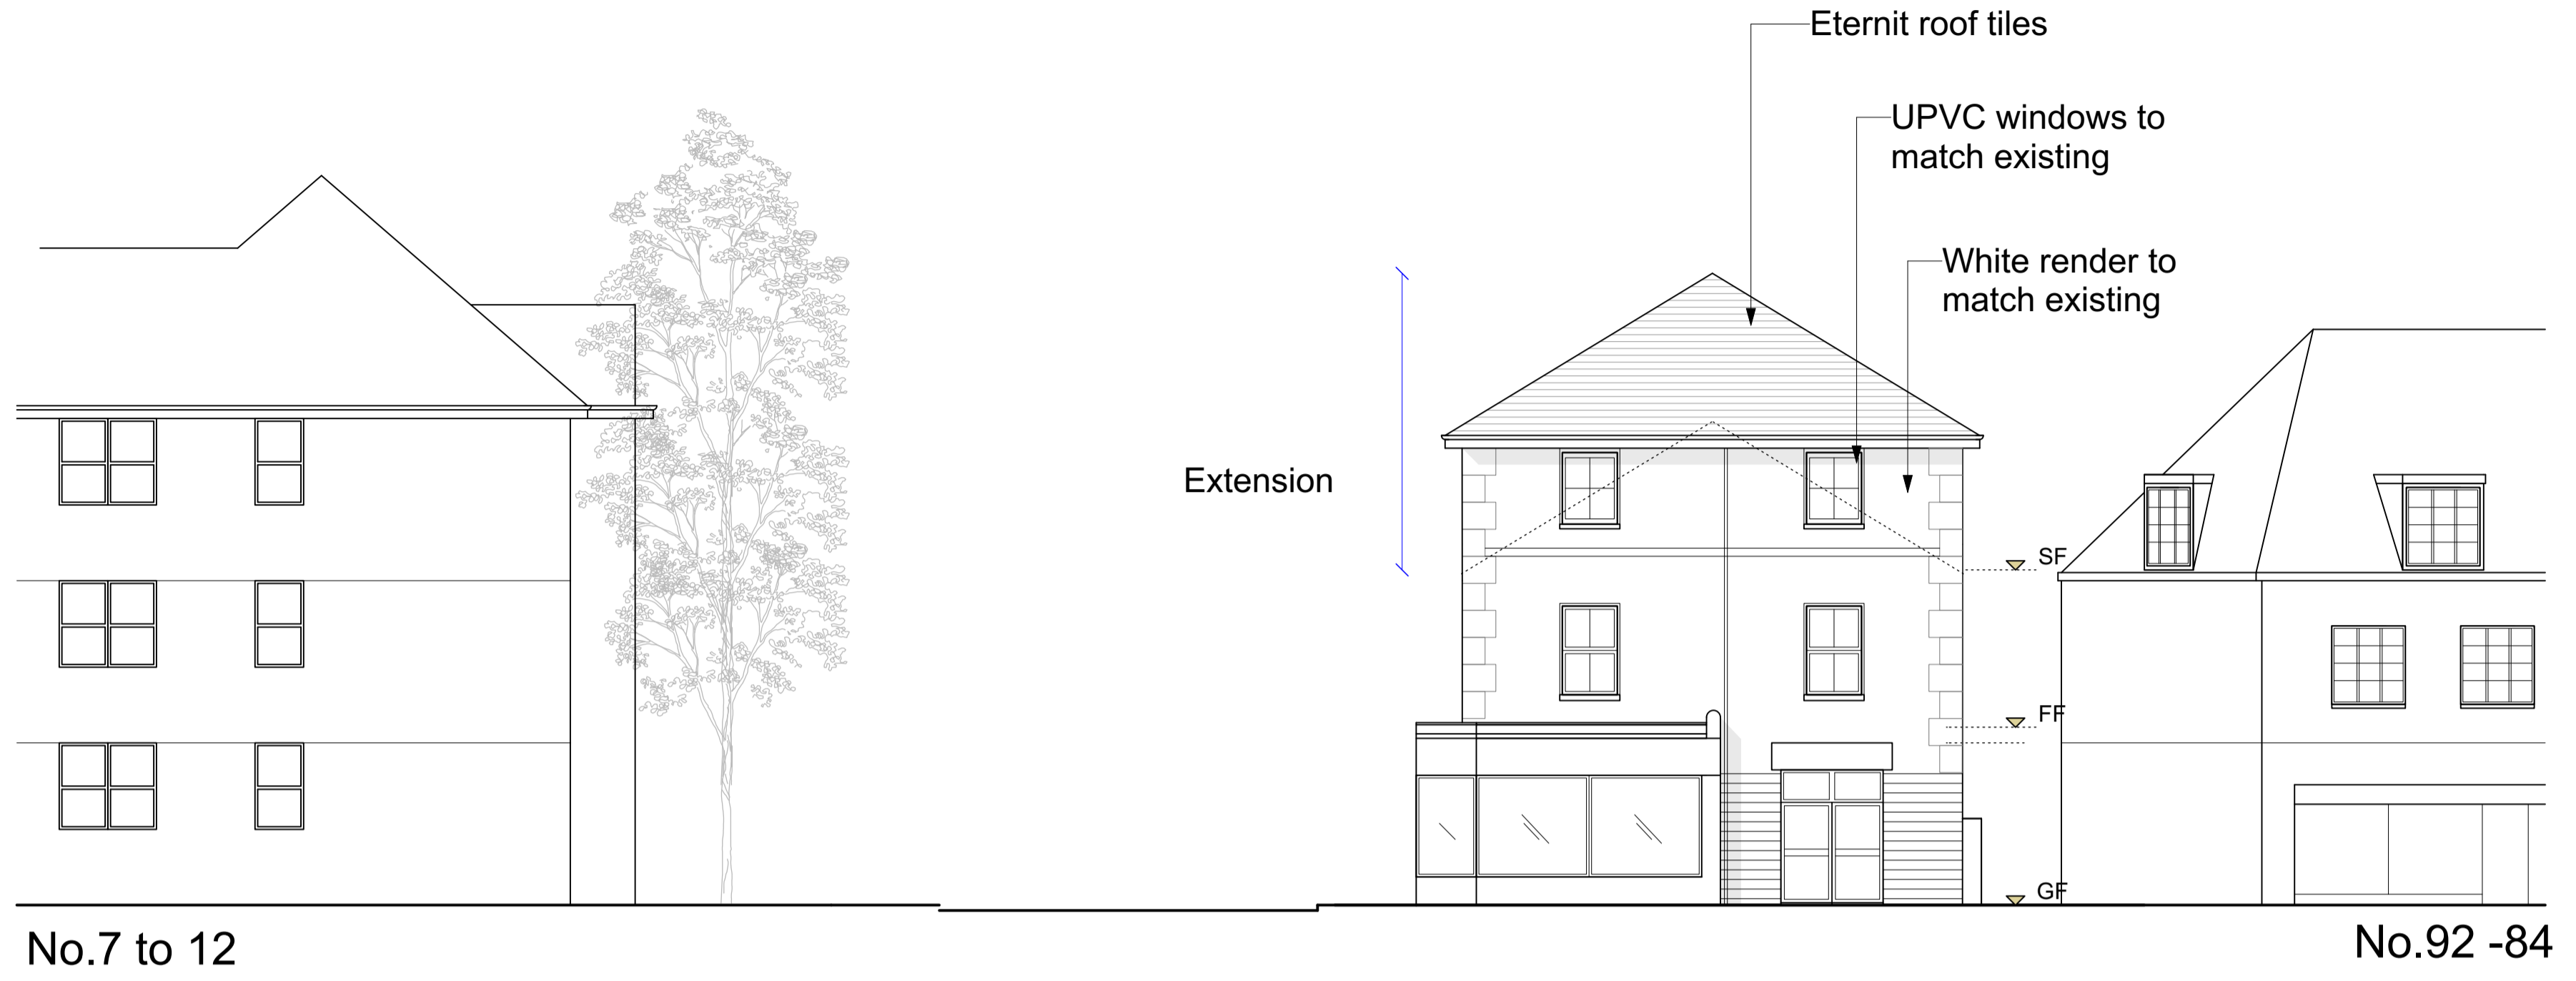 Eternit roof tiles
UPVC windows to
match existing
White render to
match existing
Extension
SF
FF
GF
No.7 to 12
No.92 -84